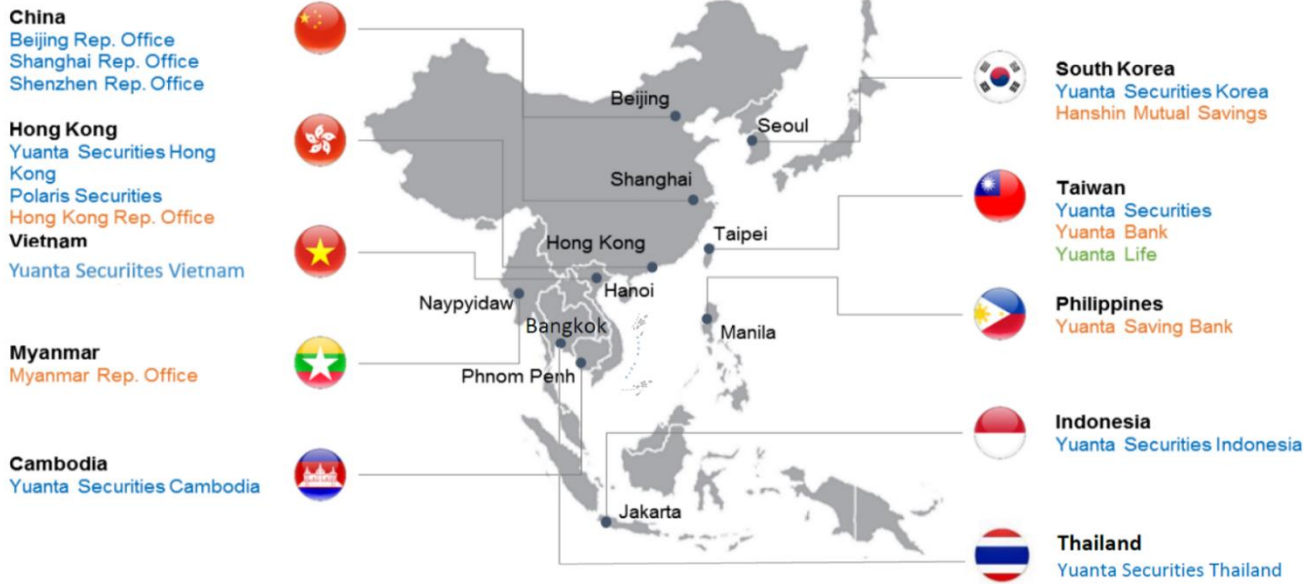 China
Beijing Rep. Office
Shanghai Rep. Office
Shenzhen Rep. Office
Hong Kong
Yuanta Securities Hong
Kong
Polaris Securities
Hong Kong Rep. Office
Vietnam
Yuanta Securiites Vietnam
Myanmar
Myanmar Rep. Office
Cambodia
Yuanta Securities Cambodia
Beijing
Seoul
Shanghai
Taipei
Hong Kong
Hanoi
Naypyidaw
Bangkok
Manila
Phnom Penh
Jakarta
South Korea
Yuanta Securities Korea
Hanshin Mutual Savings
Taiwan
Yuanta Securities
Yuanta Bank
Yuanta Life
Philippines
Yuanta Saving Bank
Indonesia
Yuanta Securities Indonesia
Thailand
Yuanta Securities Thailand